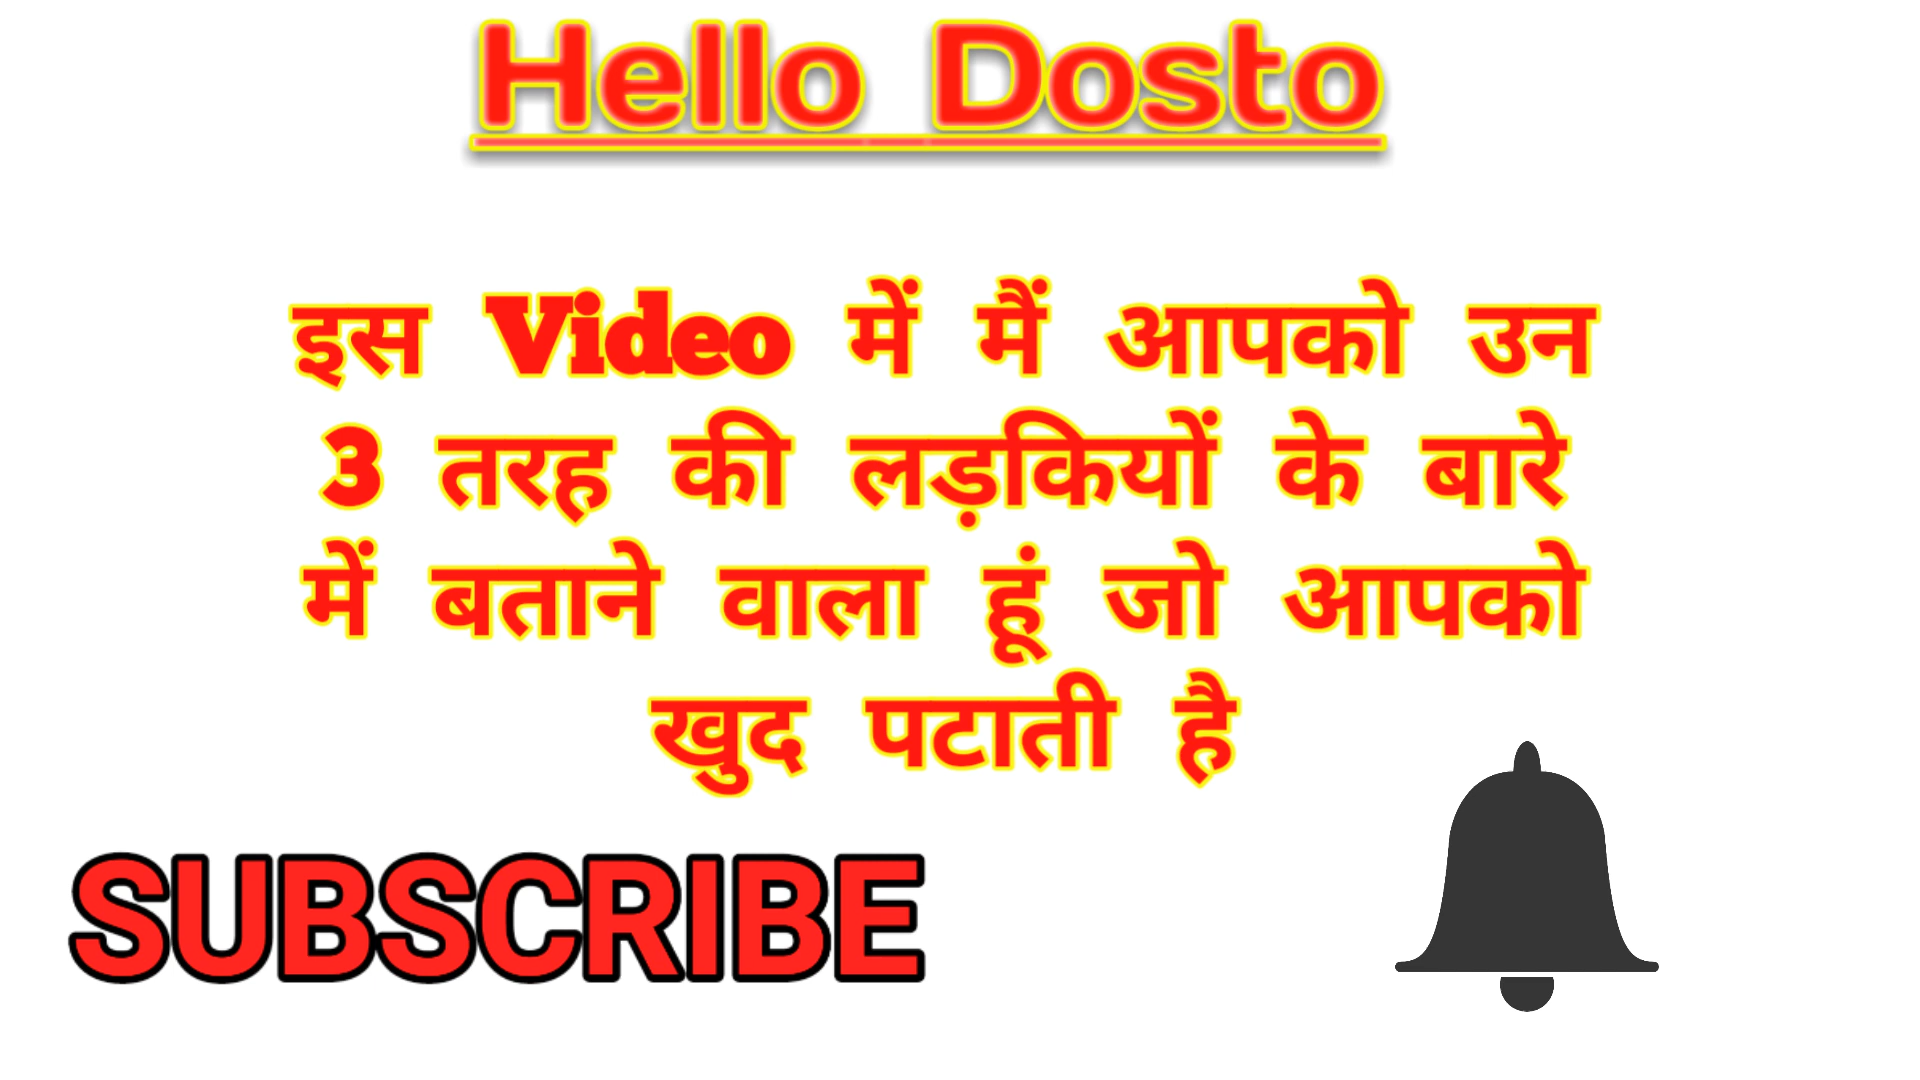 Hello Dosto
इस Video में मैं आपको उन
3 तरह की लड़कियों के बारे
में बताने वाला हूं जो आपको
खुद पटाती है
SUBSCRIBE